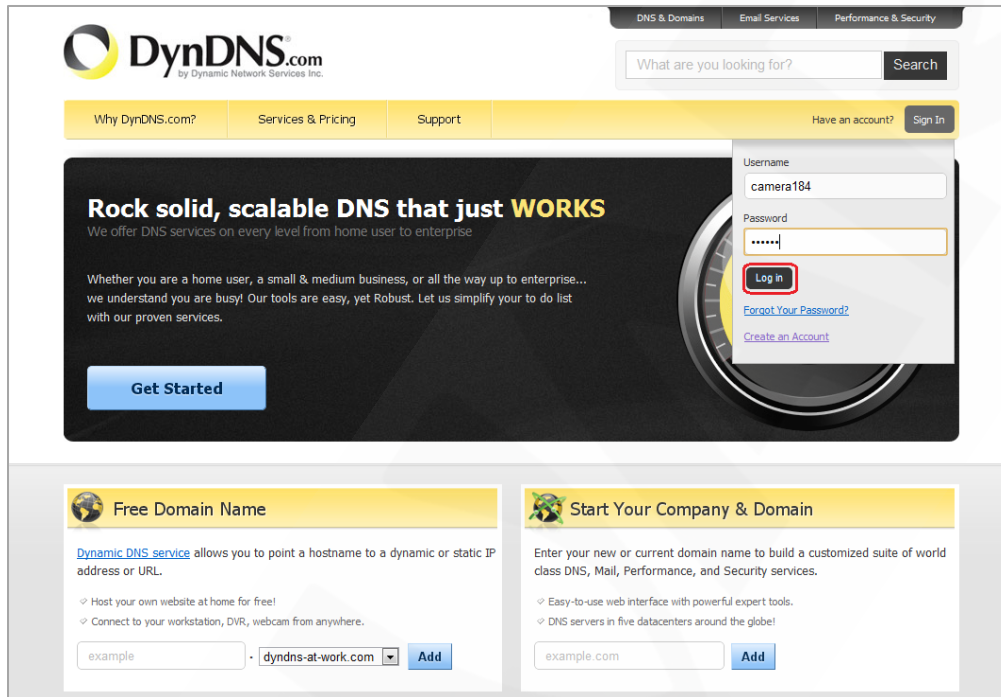 DNS & Domains Email Services Performance & Security
DynDNS.com
by Dynamic Network Services Inc.
What are you looking for? Search
Why DynDNS.com? Services & Pricing Support Have an account? Sign In
Username
camera184
Password
••••••
Log in
Forgot Your Password?
Create an Account
Rock solid, scalable DNS that just WORKS
We offer DNS services on every level from home user to enterprise
Whether you are a home user, a small & medium business, or all the way up to enterprise...
we understand you are busy! Our tools are easy, yet Robust. Let us simplify your to do list
with our proven services.
Get Started
Free Domain Name
Dynamic DNS service allows you to point a hostname to a dynamic or static IP
address or URL.
Host your own website at home for free!
Connect to your workstation, DVR, webcam from anywhere.
example . dyndns-at-work.com Add
Start Your Company & Domain
Enter your new or current domain name to build a customized suite of world
class DNS, Mail, Performance, and Security services.
Easy-to-use web interface with powerful expert tools.
DNS servers in five datacenters around the globe!
example.com Add